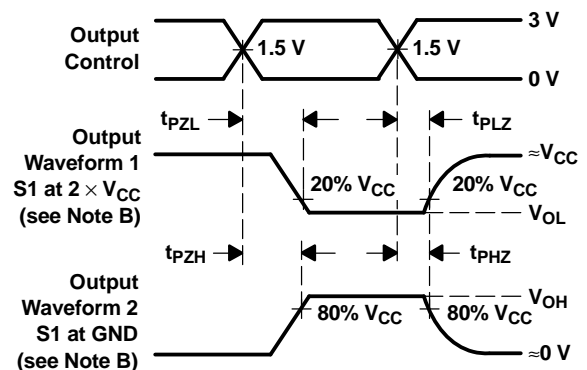 3 V
Output
Control
1.5 V
1.5 V
0 V
tPZL
tPLZ
Output
Waveform 1
S1 at 2 × VCC
(see Note B)
≈VCC
20% VCC
20% VCC
VOL
tPZH
tPHZ
Output
Waveform 2
S1 at GND
(see Note B)
VOH
80% VCC
80% VCC
≈0 V